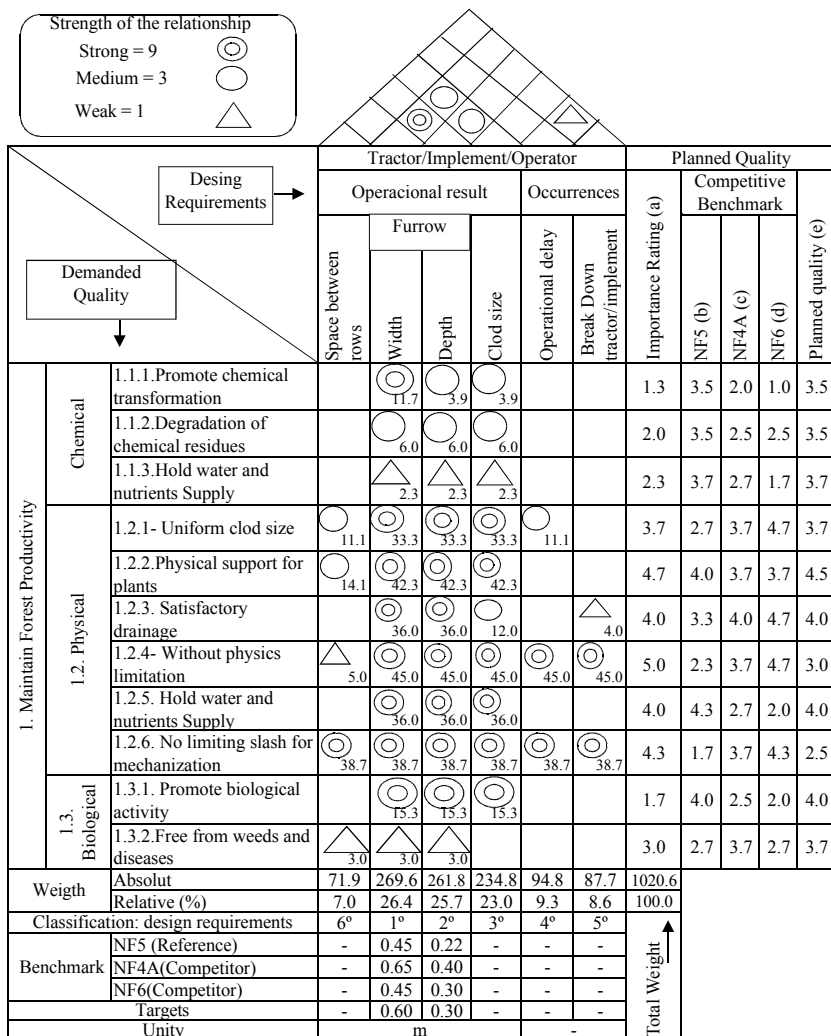 Strength of the relationship
Strong = 9
Medium = 3
Weak = 1
Tractor/Implement/Operator
Planned Quality
Desing
Requirements
Operacional result
Occurrences
Competitive
Benchmark
Furrow
Demanded
Quality
Space between
rows
Width
Depth
Clod size
Operational delay
Break Down
tractor/implement
Importance Rating (a)
NF5 (b)
NF4A (c)
NF6 (d)
Planned quality (e)
1. Maintain Forest Productivity
Chemical
1.1.1.Promote chemical
transformation
11.7 3.9 3.9 1.3 3.5 2.0 1.0 3.5
1.1.2.Degradation of
chemical residues
6.0 6.0 6.0 2.0 3.5 2.5 2.5 3.5
1.1.3.Hold water and
nutrients Supply
2.3 2.3 2.3 2.3 3.7 2.7 1.7 3.7
1.2. Physical
1.2.1- Uniform clod size
11.1 33.3 33.3 33.3 11.1 3.7 2.7 3.7 4.7 3.7
1.2.2.Physical support for
plants
14.1 42.3 42.3 42.3 4.7 4.0 3.7 3.7 4.5
1.2.3. Satisfactory
drainage
36.0 36.0 12.0 4.0 4.0 3.3 4.0 4.7 4.0
1.2.4- Without physics
limitation
5.0 45.0 45.0 45.0 45.0 45.0 5.0 2.3 3.7 4.7 3.0
1.2.5. Hold water and
nutrients Supply
36.0 36.0 36.0 4.0 4.3 2.7 2.0 4.0
1.2.6. No limiting slash for
mechanization
38.7 38.7 38.7 38.7 38.7 38.7 4.3 1.7 3.7 4.3 2.5
1.3.
Biological
1.3.1. Promote biological
activity
15.3 15.3 15.3 1.7 4.0 2.5 2.0 4.0
1.3.2.Free from weeds and
diseases
3.0 3.0 3.0 3.0 2.7 3.7 2.7 3.7
Weigth
Absolut 71.9 269.6 261.8 234.8 94.8 87.7 1020.6
Relative (%) 7.0 26.4 25.7 23.0 9.3 8.6 100.0
Classification: design requirements 6º 1º 2º 3º 4º 5º
Benchmark
NF5 (Reference) - 0.45 0.22 - - -
NF4A(Competitor) - 0.65 0.40 - - -
NF6(Competitor) - 0.45 0.30 - - -
Targets - 0.60 0.30 - - -
Unity m -
Total Weight